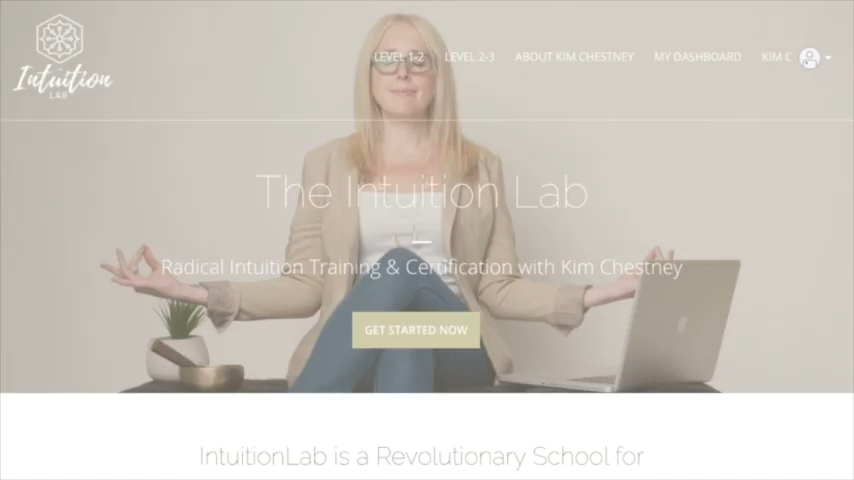 Intuition
LAB
LEVEL 1-2 LEVEL 2-3 ABOUT KIM CHESTNEY MY DASHBOARD KIM C
The Intuition Lab
Radical Intuition Training & Certification with Kim Chestney
GET STARTED NOW
IntuitionLab is a Revolutionary School for